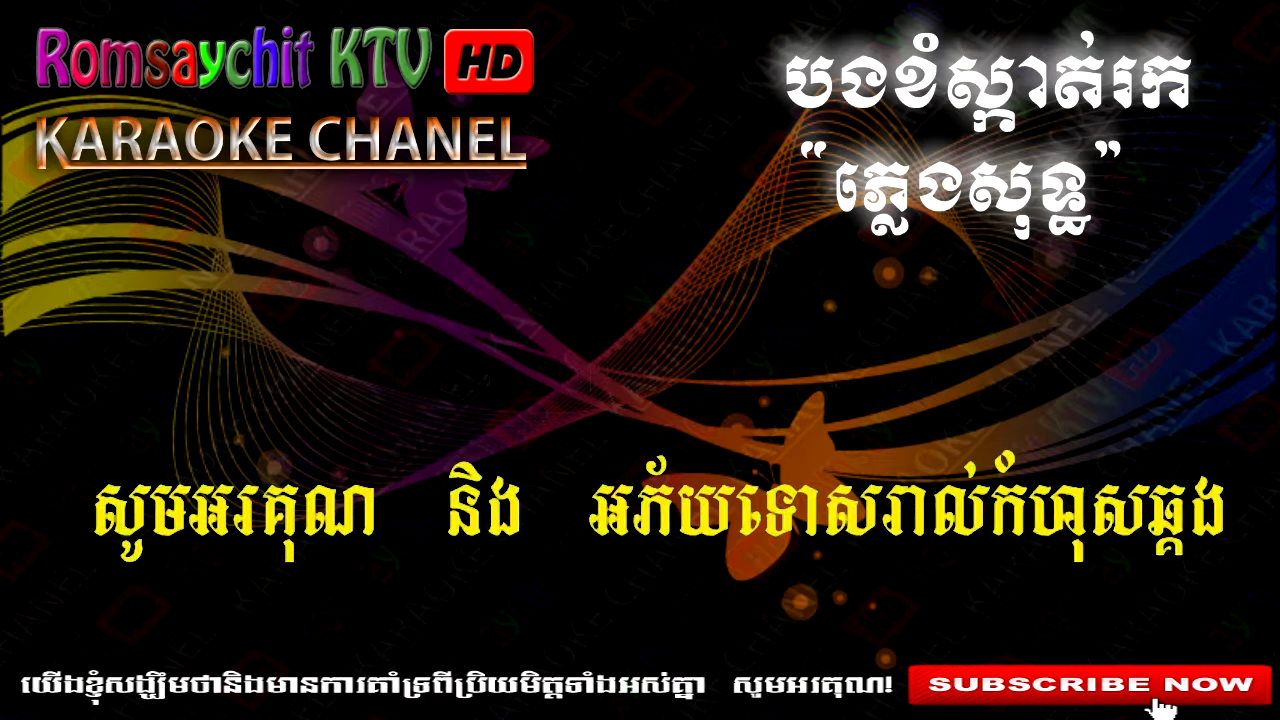 Romsaychit KTV HD
KARAOKE CHANEL
បងខំស្កាត់រក
"ភ្លេងសុទ្ធ"
សូមអរគុណ និង អភ័យទោសរាល់កំហុសឆ្គង
យើងខ្ញុំសង្ឃឹមថានិងមានការគាំទ្រពីប្រិយមិត្តទាំងអស់គ្នា សូមអរគុណ!
SUBSCRIBE NOW